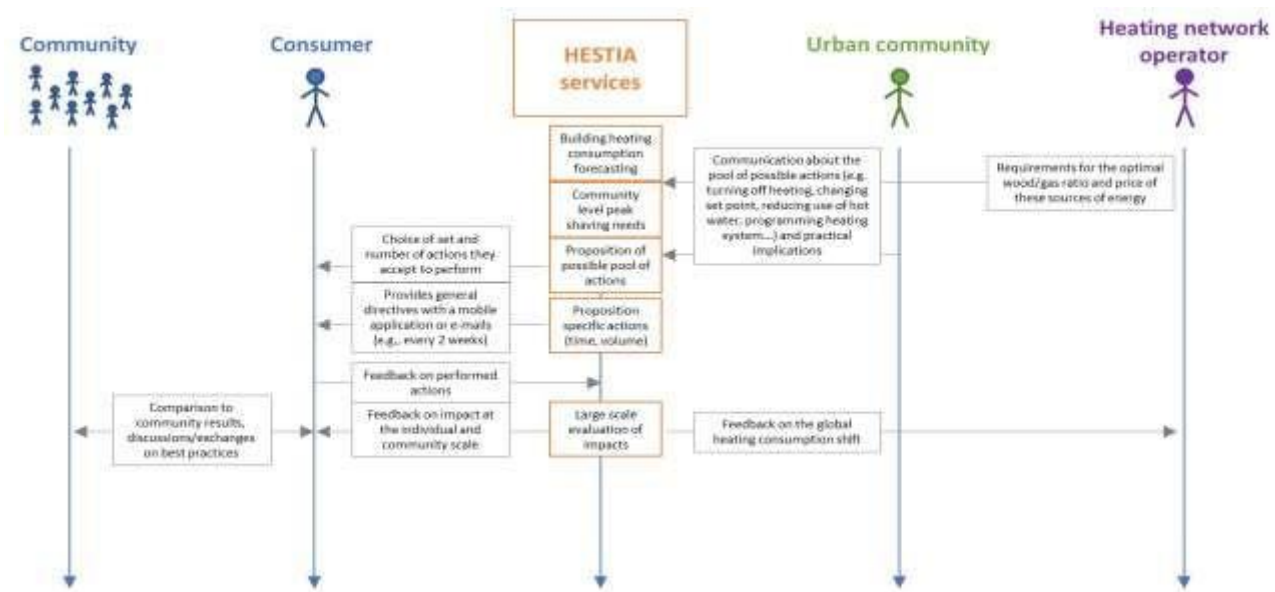 Community
Consumer
HESTIA
services
Urban community
Heating network
operator
Building heating
consumption
forecasting
Community
level peak
shaving needs
Proposition of
possible pool of
actions
Proposition
specific actions
(time, volume)
Large scale
evaluation of
impacts
Communication about the
pool of possible actions (e.g.
turning off heating, changing
set point, reducing use of hot
water, programming heating
system...) and practical
implications
Requirements for the optimal
wood/gas ratio and price of
these sources of energy
Choice of set and
number of actions they
accept to perform
Provides general
directives with a mobile
application or e-mails
(e.g., every 2 weeks)
Feedback on performed
actions
Comparison to
community results,
discussions/exchanges
on best practices
Feedback on impact at
the individual and
community scale
Feedback on the global
heating consumption shift